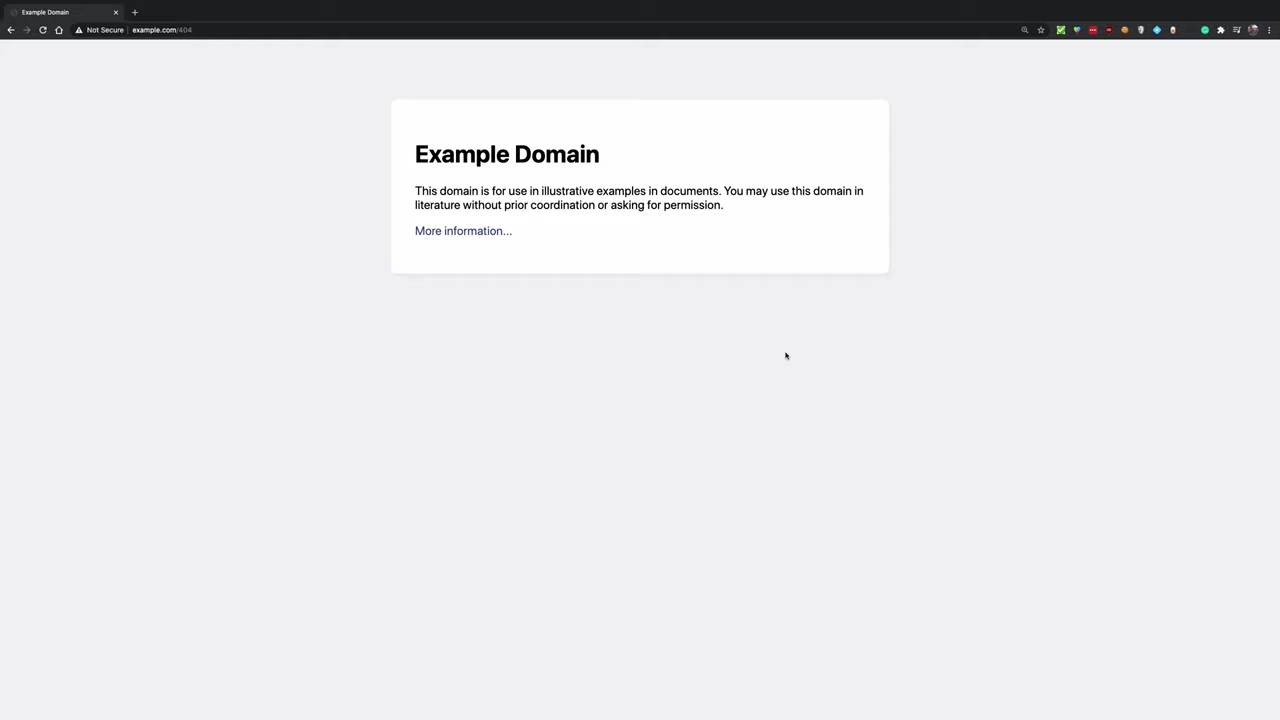 Example Domain
Not Secure example.com/404
Example Domain
This domain is for use in illustrative examples in documents. You may use this domain in
literature without prior coordination or asking for permission.
More information...